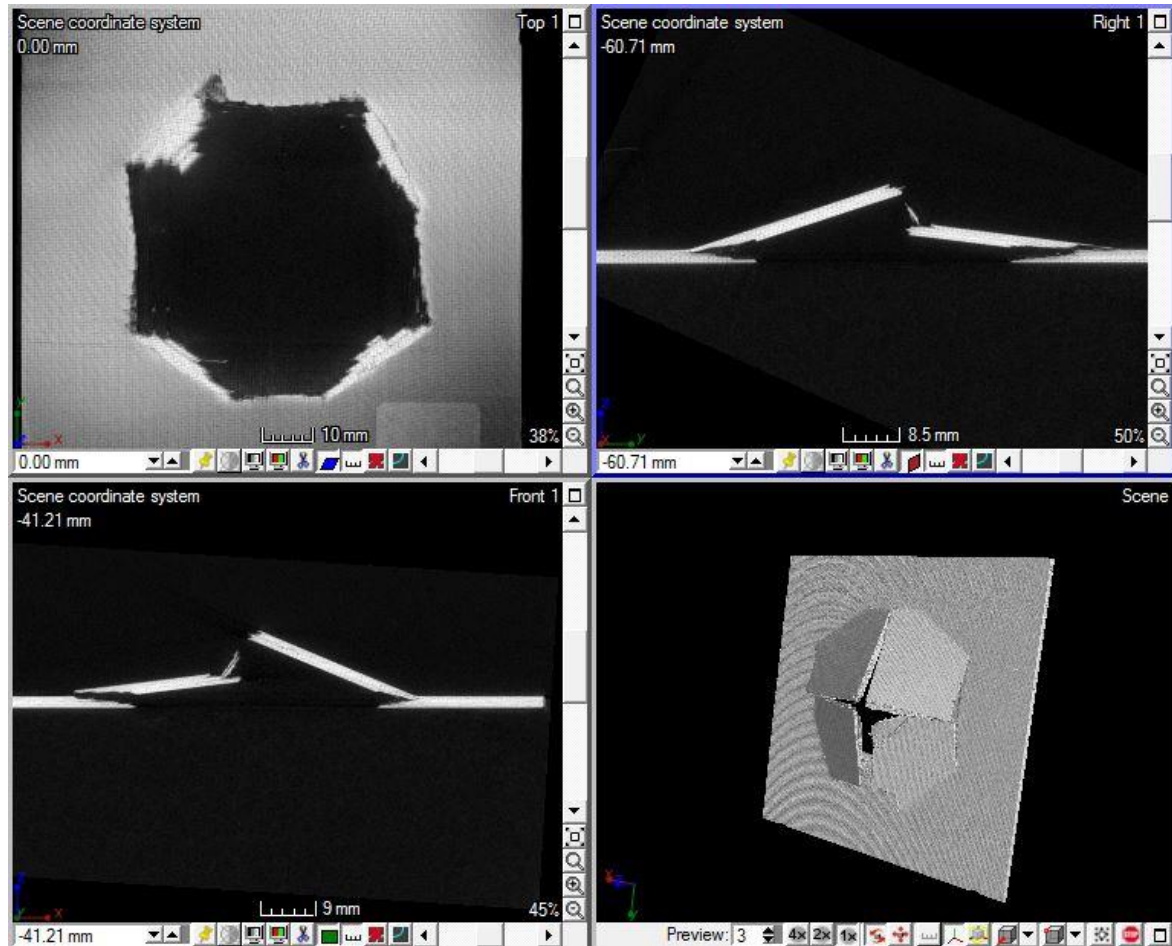 Scene coordinate system
Top 1
0.00 mm
10 mm
38%
0.00 mm
Scene coordinate system
Right 1
-60.71 mm
8.5 mm
50%
-60.71 mm
Scene coordinate system
Front 1
-41.21 mm
9 mm
45%
-41.21 mm
Scene
Preview: 3
4x 2x 1x
STOP